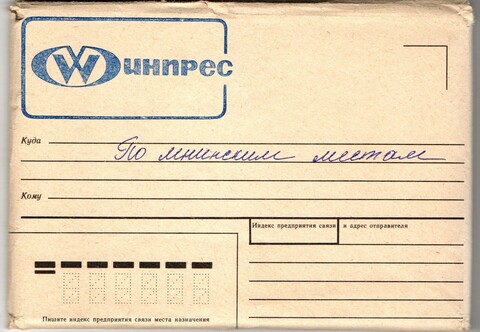 Финпрес
Куда По ленинским местам
Кому
Индекс предприятия связи и адрес отправителя
Пишите индекс предприятия связи места назначения